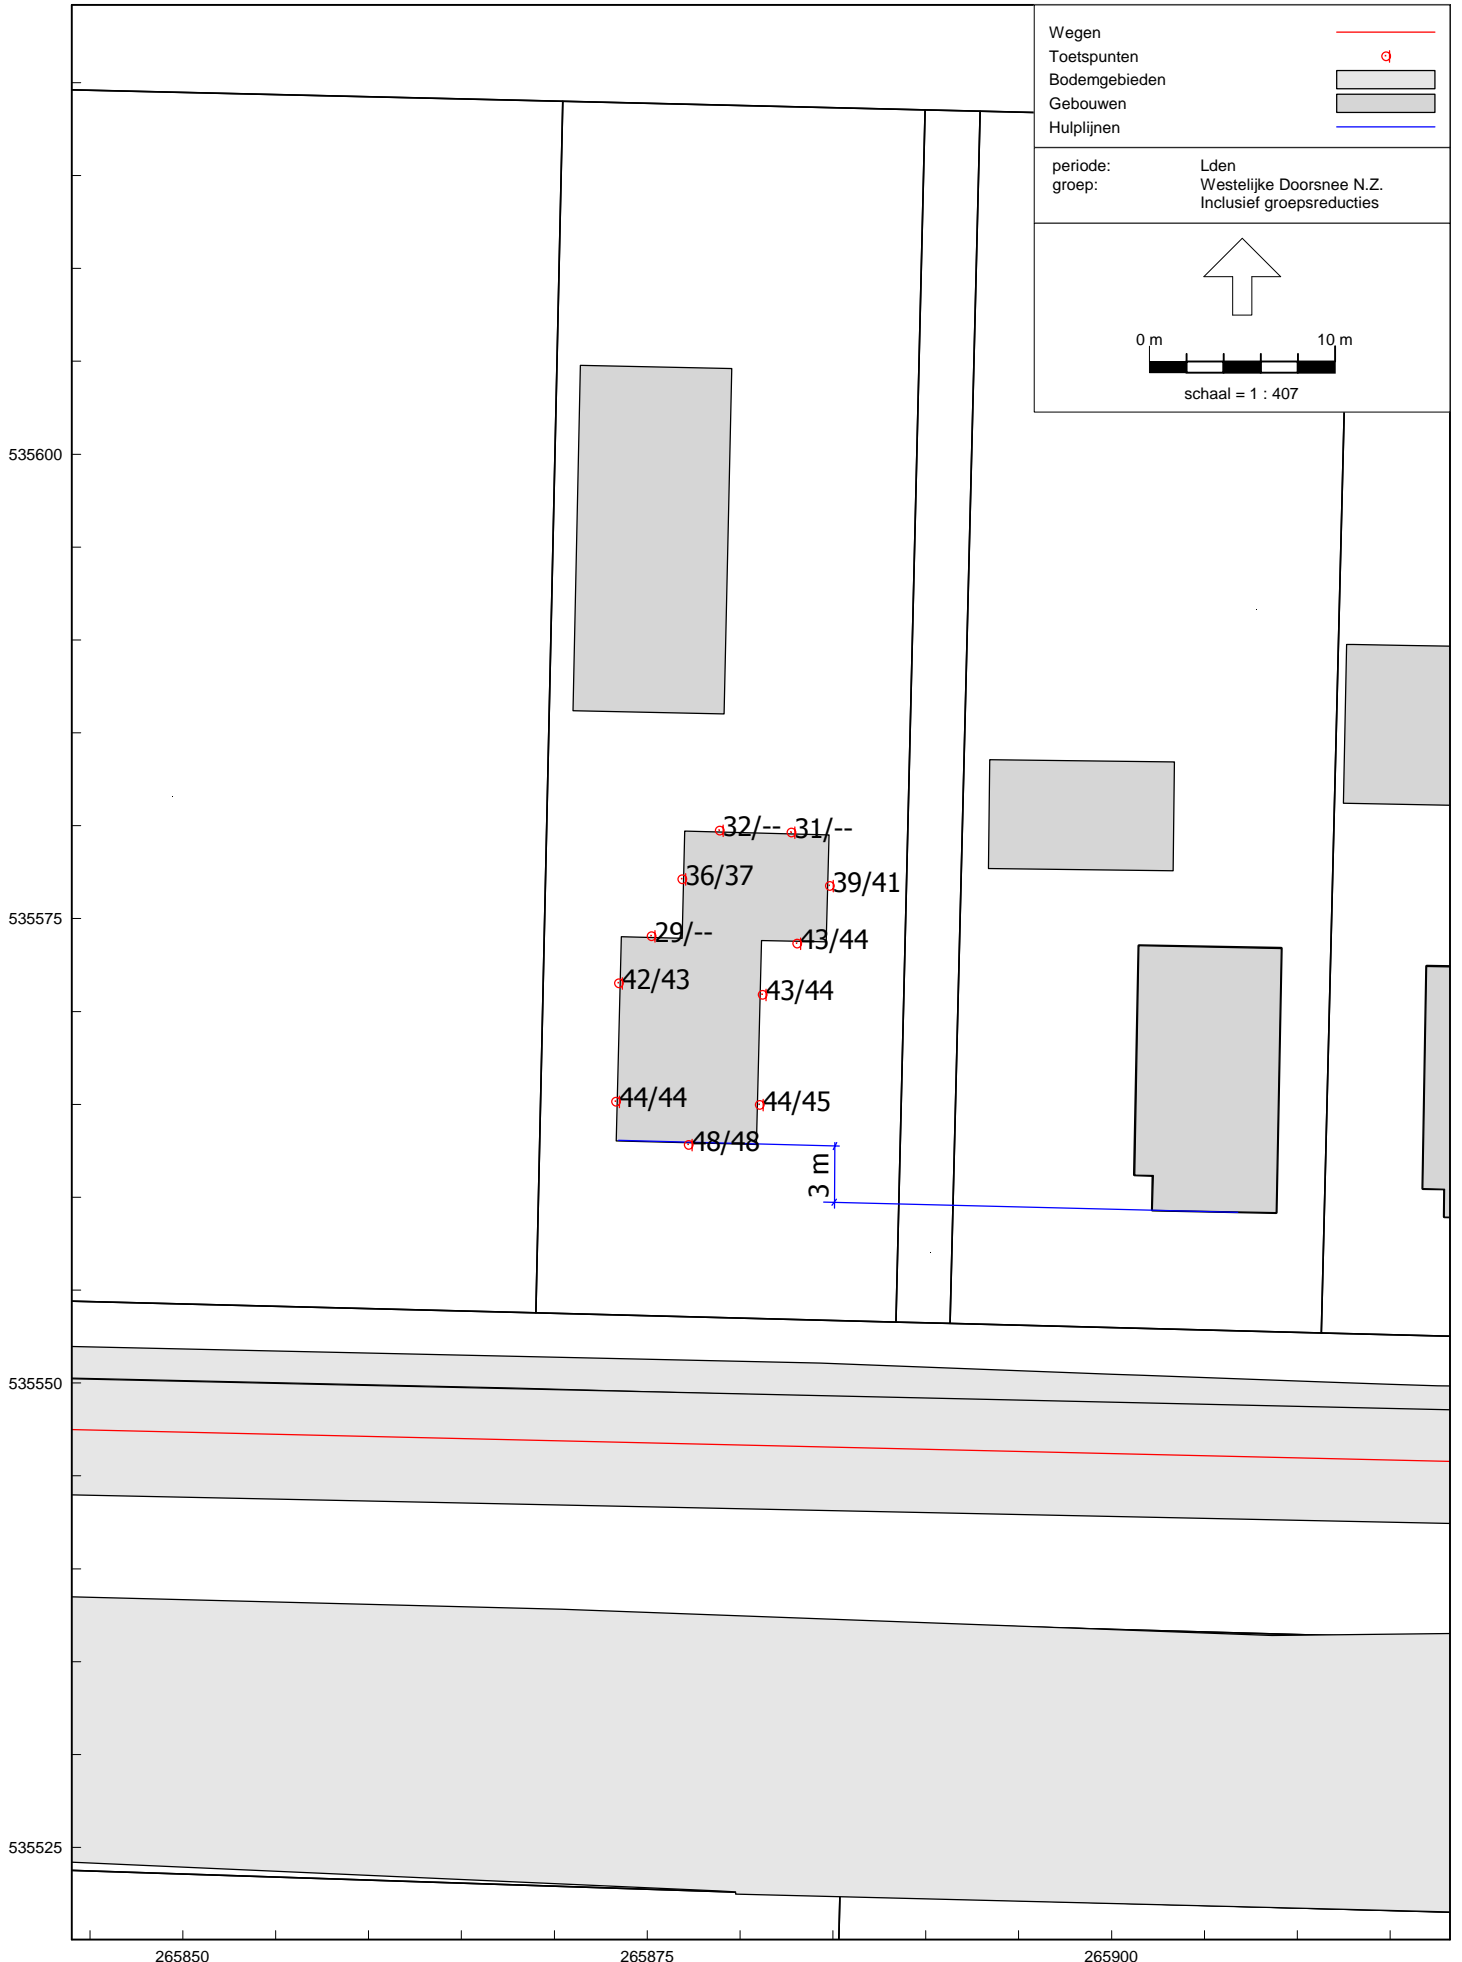 Wegen
Toetspunten
Bodemgebieden
Gebouwen
Hulplijnen
periode: Lden
groep: Westelijke Doorsnee N.Z.
Inclusief groepsreducties
0 m 10 m
schaal = 1 : 407
535600
32/-- 31/--
36/37 39/41
535575
29/-- 43/44
42/43 43/44
44/44 44/45
48/48
3 m
535550
535525
265850 265875 265900